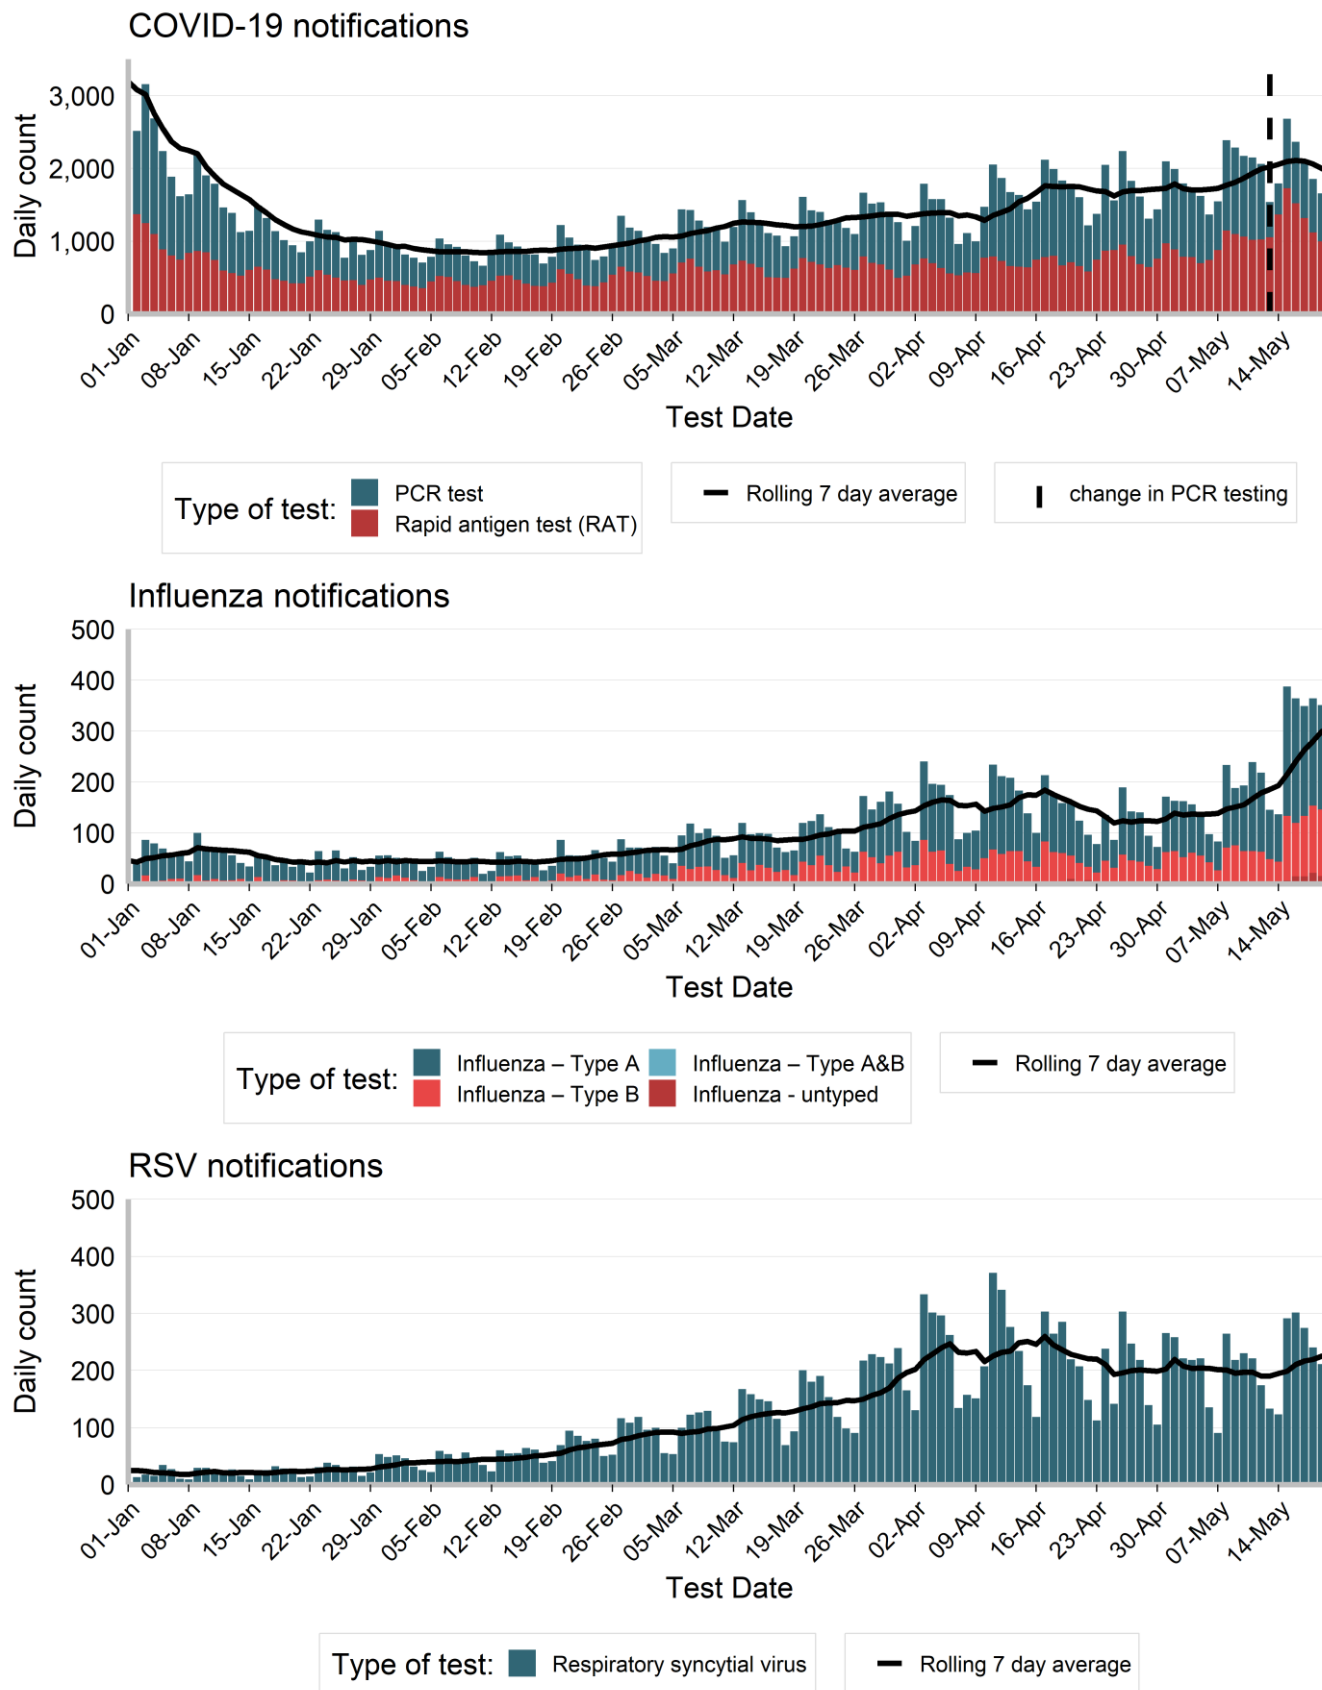 COVID-19 notifications
3,000
2,000
1,000
0
Daily count
01-Jan 08-Jan 15-Jan 22-Jan 29-Jan 05-Feb 12-Feb 19-Feb 26-Feb 05-Mar 12-Mar 19-Mar 26-Mar 02-Apr 09-Apr 16-Apr 23-Apr 30-Apr 07-May 14-May
Test Date
Type of test: PCR test
Rapid antigen test (RAT)
Rolling 7 day average
change in PCR testing
Influenza notifications
500
400
300
200
100
0
Daily count
01-Jan 08-Jan 15-Jan 22-Jan 29-Jan 05-Feb 12-Feb 19-Feb 26-Feb 05-Mar 12-Mar 19-Mar 26-Mar 02-Apr 09-Apr 16-Apr 23-Apr 30-Apr 07-May 14-May
Test Date
Type of test: Influenza – Type A Influenza – Type A&B
Influenza – Type B Influenza - untyped
Rolling 7 day average
RSV notifications
500
400
300
200
100
0
Daily count
01-Jan 08-Jan 15-Jan 22-Jan 29-Jan 05-Feb 12-Feb 19-Feb 26-Feb 05-Mar 12-Mar 19-Mar 26-Mar 02-Apr 09-Apr 16-Apr 23-Apr 30-Apr 07-May 14-May
Test Date
Type of test: Respiratory syncytial virus
Rolling 7 day average